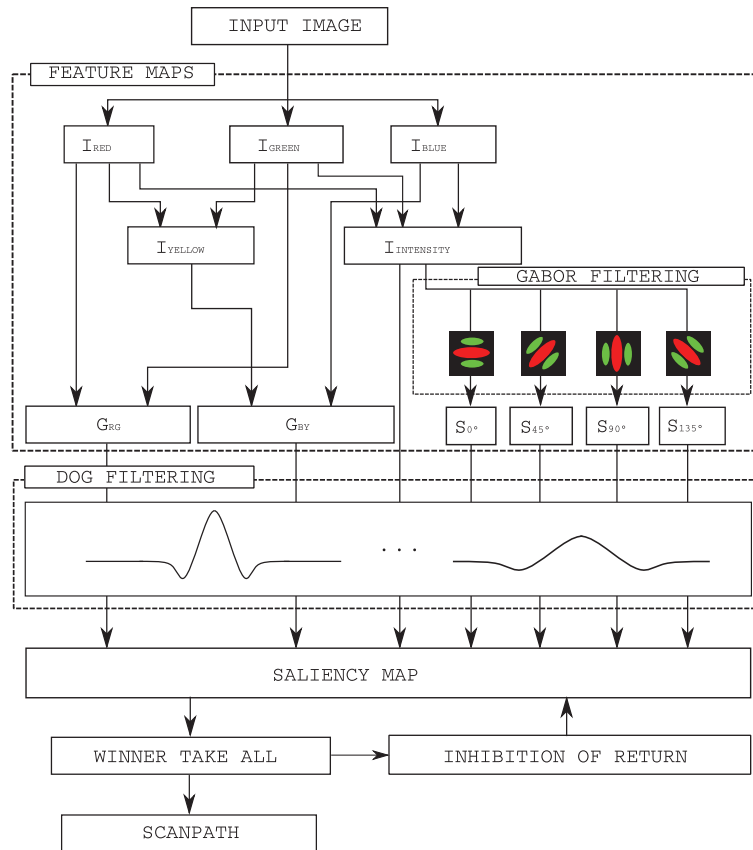 INPUT IMAGE
FEATURE MAPS
IRED
IGREEN
IBLUE
IYELLOW
IINTENSITY
GABOR FILTERING
GRG
GBY
S0°
S45°
S90°
S135°
DOG FILTERING
...
SALIENCY MAP
WINNER TAKE ALL
INHIBITION OF RETURN
SCANPATH